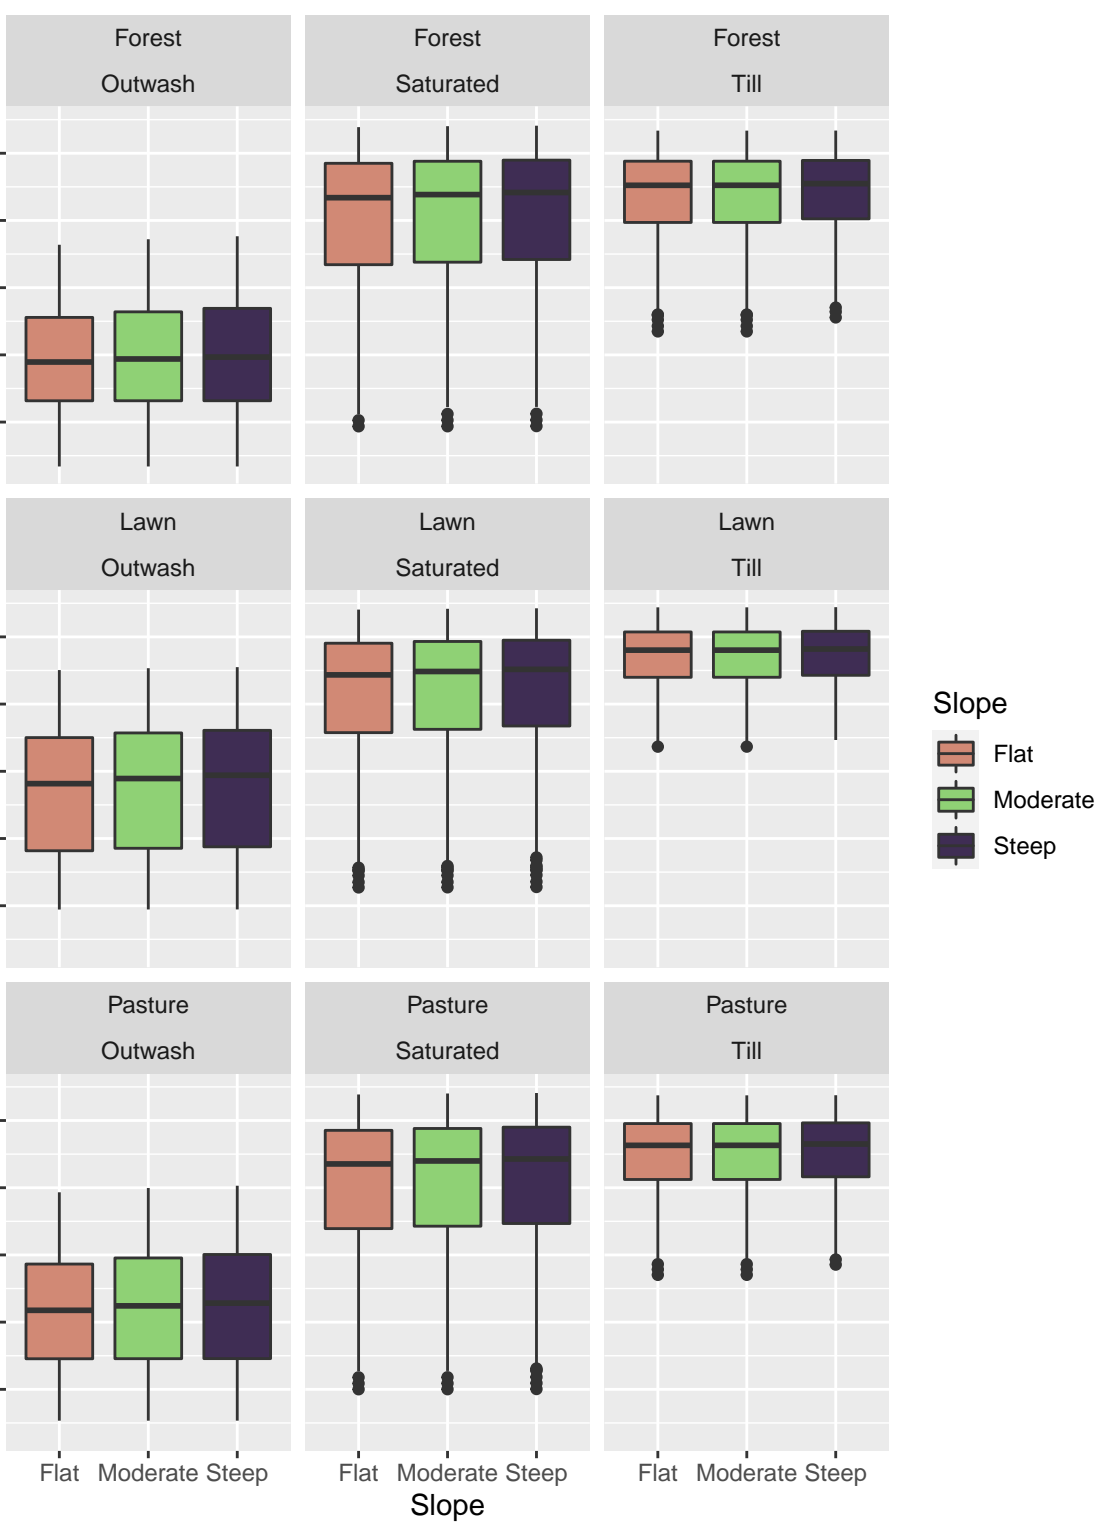 Forest
Outwash
Forest
Saturated
Forest
Till
Lawn
Outwash
Lawn
Saturated
Lawn
Till
Pasture
Outwash
Pasture
Saturated
Pasture
Till
Flat Moderate Steep
Flat Moderate Steep
Flat Moderate Steep
Slope
Slope
Flat
Moderate
Steep